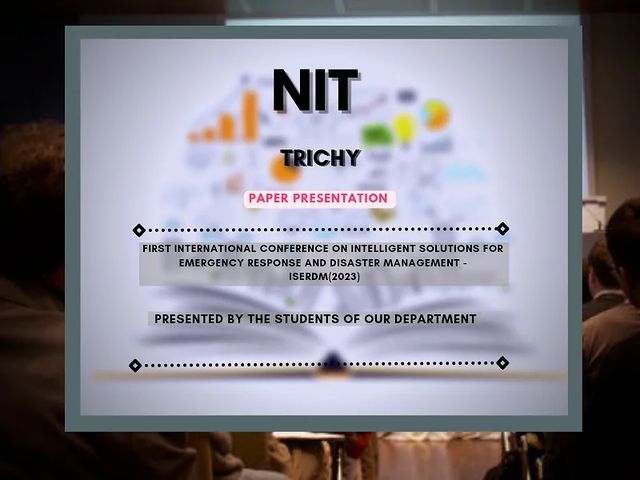 NIT
TRICHY
PAPER PRESENTATION
FIRST INTERNATIONAL CONFERENCE ON INTELLIGENT SOLUTIONS FOR
EMERGENCY RESPONSE AND DISASTER MANAGEMENT -
ISERDM(2023)
PRESENTED BY THE STUDENTS OF OUR DEPARTMENT